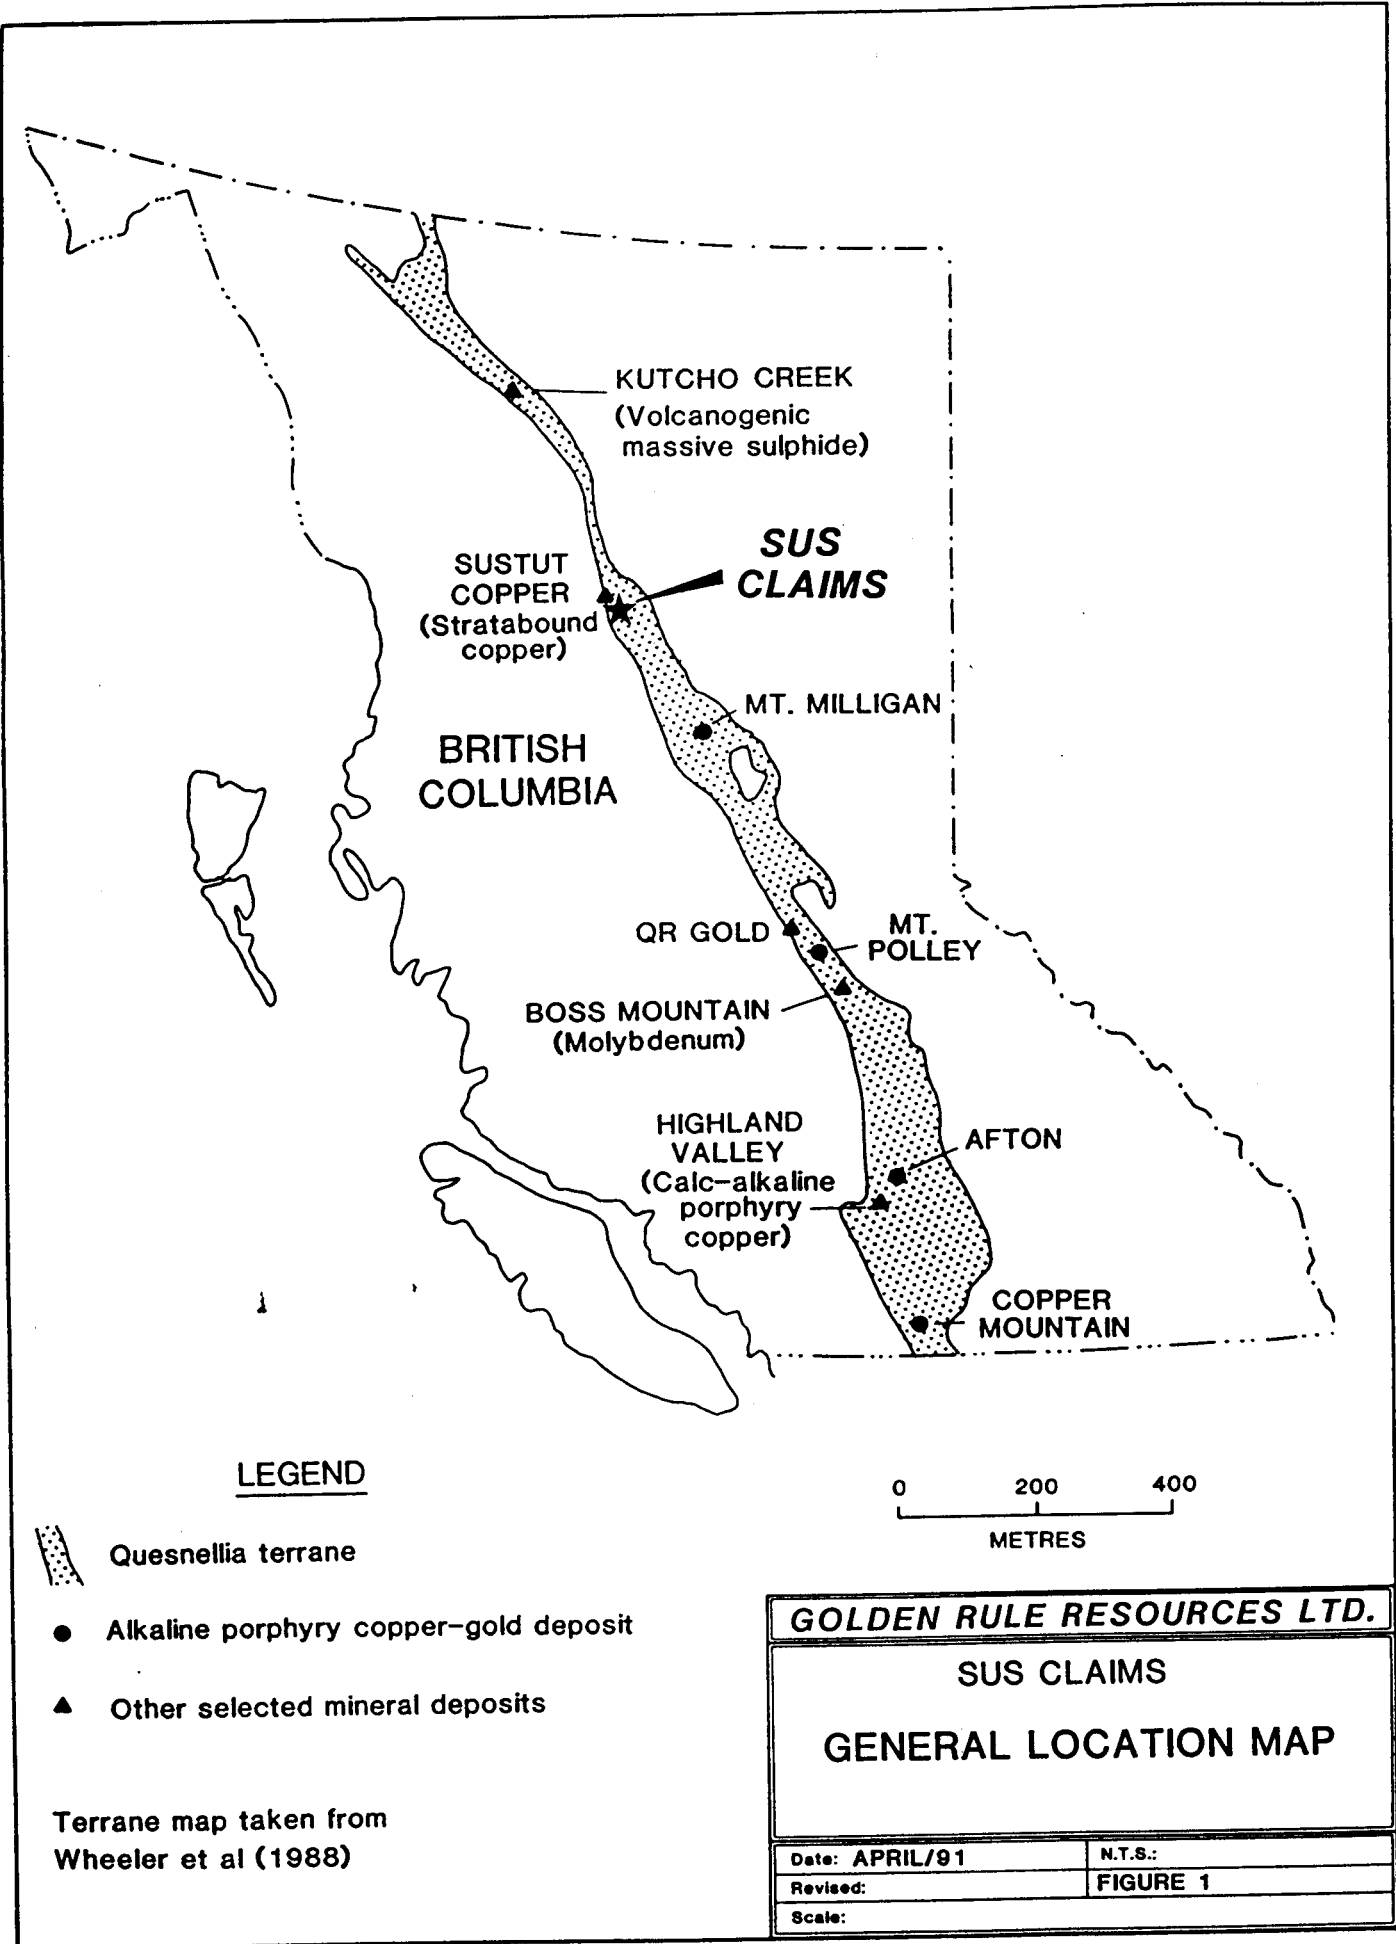 KUTCHO CREEK
(Volcanogenic
massive sulphide)
SUS
CLAIMS
SUSTUT
COPPER
(Stratabound
copper)
MT. MILLIGAN
BRITISH
COLUMBIA
QR GOLD
MT.
POLLEY
BOSS MOUNTAIN
(Molybdenum)
HIGHLAND
VALLEY
(Calc-alkaline
porphyry
copper)
AFTON
COPPER
MOUNTAIN
LEGEND
Quesnellia terrane
Alkaline porphyry copper-gold deposit
Other selected mineral deposits
Terrane map taken from
Wheeler et al (1988)
0 200 400
METRES
GOLDEN RULE RESOURCES LTD.
SUS CLAIMS
GENERAL LOCATION MAP
Date: APRIL/91 N.T.S.:
Revised: FIGURE 1
Scale: